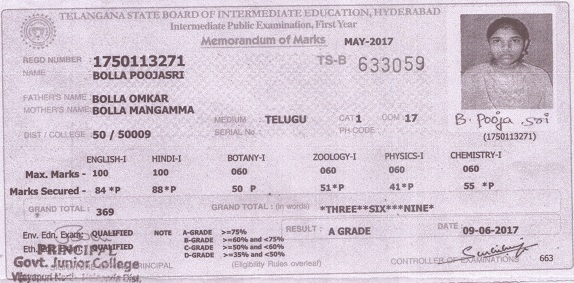 TELANGANA STATE BOARD OF INTERMEDIATE EDUCATION, HYDERABAD
Intermediate Public Examination, First Year
Memorandum of Marks MAY-2017
REGD NUMBER : 1750113271 TS-B 633059
NAME BOLLA POOJASRI
FATHER'S NAME BOLLA OMKAR
MOTHER'S NAME BOLLA MANGAMMA
MEDIUM : TELUGU CAT 1 COM 17
B. Pooja sri
DIST / COLLEGE 50 / 50009 SERIAL No : PH CODE
(1750113271)
ENGLISH-I HINDI-I BOTANY-I ZOOLOGY-I PHYSICS-I CHEMISTRY-I
Max. Marks - 100 100 060 060 060 060
Marks Secured - 84 *P 88*P 50 P 51*P 41*P 55 *P
GRAND TOTAL : 369 GRAND TOTAL : (in words) *THREE**SIX***NINE*
Env. Edn. Exam: QUALIFIED NOTE A-GRADE >=75% RESULT : A GRADE DATE 09-06-2017
B-GRADE >=60% and <75%
QUALIFIED C-GRADE >=50% and <60%
D-GRADE >=35% and <50%
PRINCIPAL
Govt. Junior College PRINCIPAL (Eligibility Rules overleaf) CONTROLLER OF EXAMINATIONS 663
Dist.